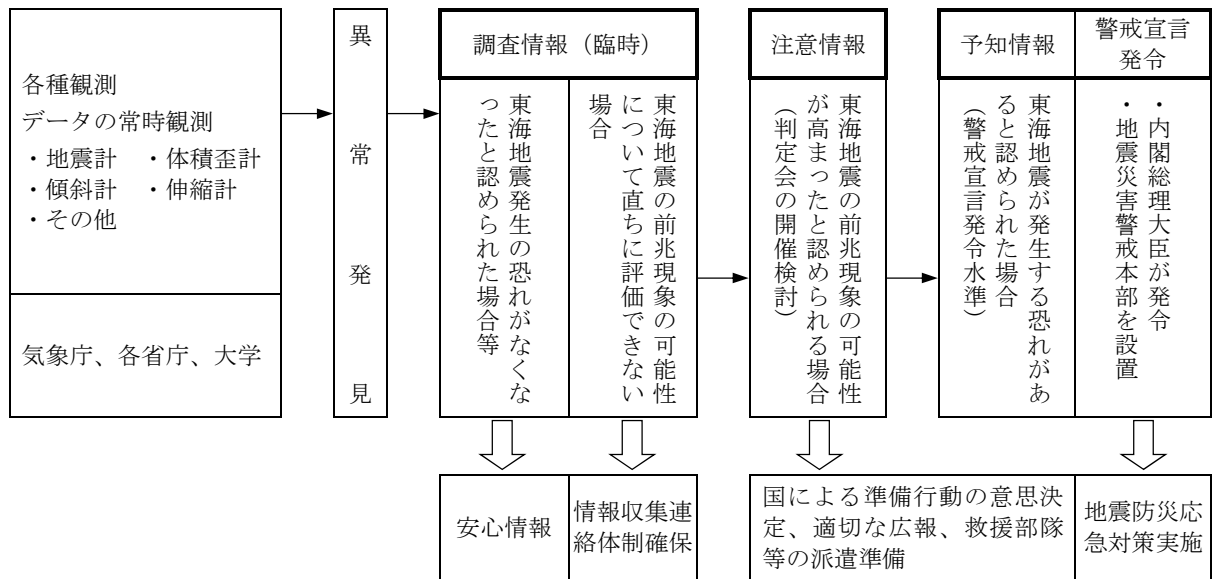 各種観測
データの常時観測
・地震計　・体積歪計
・傾斜計　・伸縮計
・その他
気象庁、各省庁、大学
異常発見
調査情報（臨時）
東海地震の前兆現象の可能性
について直ちに評価できない
場合
東海地震発生の恐れがなくな
ったと認められた場合等
注意情報
東海地震の前兆現象の可能性
が高まったと認められる場合
（判定会の開催検討）
予知情報
東海地震が発生する恐れがあ
ると認められた場合
（警戒宣言発令水準）
警戒宣言
発令
・内閣総理大臣が発令
・地震災害警戒本部を設置
安心情報
情報収集連
絡体制確保
国による準備行動の意思決
定、適切な広報、救援部隊
等の派遣準備
地震防災応
急対策実施